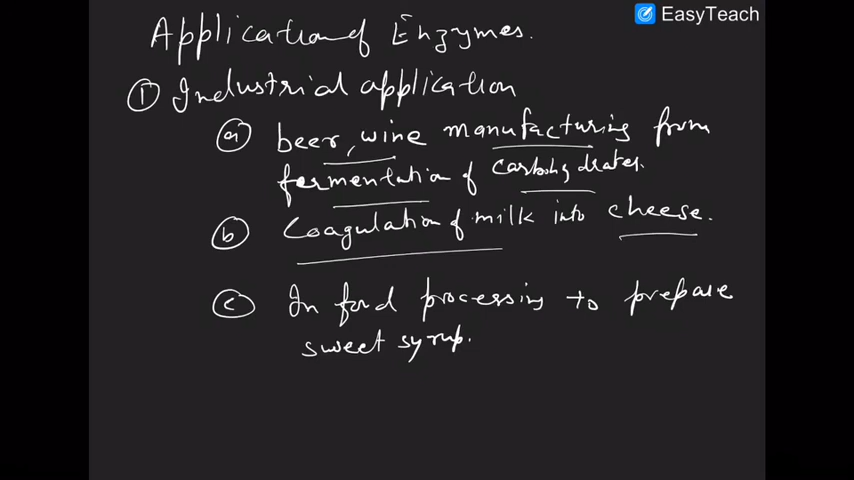 EasyTeach
Application of Enzymes.
① Industrial application
ⓐ beer, wine manufacturing from
fermentation of carbohydrates.
ⓑ Coagulation of milk into cheese.
ⓒ In food processing to prepare
sweet syrup.